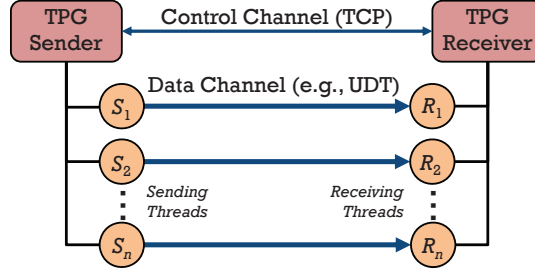 TPG
Sender
Control Channel (TCP)
TPG
Receiver
Data Channel (e.g., UDT)
S1
R1
S2
R2
Sending
Threads
Receiving
Threads
Sn
Rn